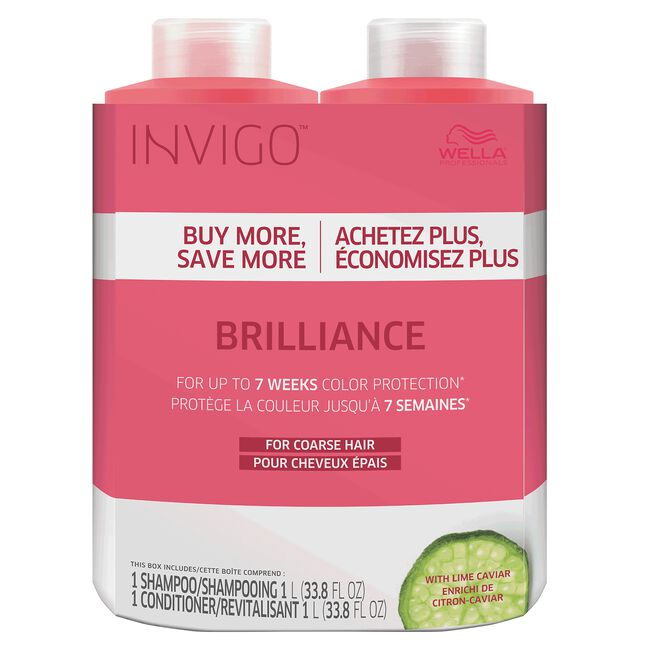 INVIGO™
WELLA
PROFESSIONALS
BUY MORE,
SAVE MORE
ACHETEZ PLUS,
ÉCONOMISEZ PLUS
BRILLIANCE
FOR UP TO 7 WEEKS COLOR PROTECTION*
PROTÈGE LA COULEUR JUSQU'À 7 SEMAINES*
FOR COARSE HAIR
POUR CHEVEUX ÉPAIS
THIS BOX INCLUDES/CETTE BOÎTE COMPREND :
1 SHAMPOO/SHAMPOOING 1 L (33.8 FL OZ)
1 CONDITIONER/REVITALISANT 1 L (33.8 FL OZ)
WITH LIME CAVIAR
ENRICHI DE
CITRON-CAVIAR